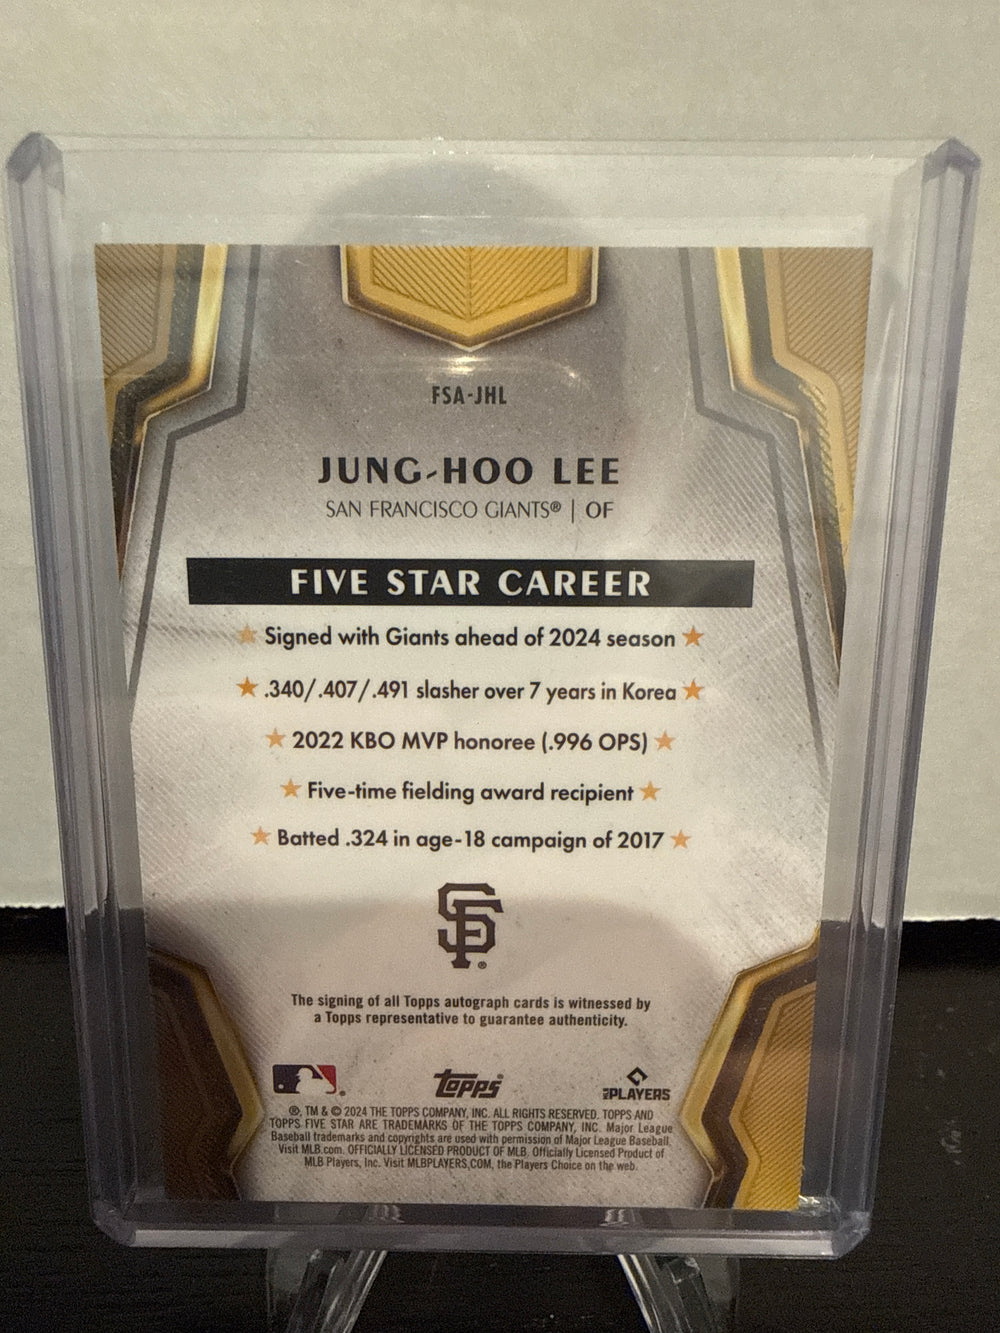 FSA-JHL
JUNG-HOO LEE
SAN FRANCISCO GIANTS® | OF
FIVE STAR CAREER
★ Signed with Giants ahead of 2024 season ★
★ .340/.407/.491 slasher over 7 years in Korea ★
★ 2022 KBO MVP honoree (.996 OPS) ★
★ Five-time fielding award recipient ★
★ Batted .324 in age-18 campaign of 2017 ★
SF®
The signing of all Topps autograph cards is witnessed by
a Topps representative to guarantee authenticity.
® topps® MLB PLAYERS
®, TM & © 2024 THE TOPPS COMPANY, INC. ALL RIGHTS RESERVED. TOPPS AND
TOPPS FIVE STAR ARE TRADEMARKS OF THE TOPPS COMPANY, INC. Major League
Baseball trademarks and copyrights are used with permission of Major League Baseball.
Visit MLB.com. OFFICIALLY LICENSED PRODUCT OF MLB. Officially Licensed Product of
MLB Players, Inc. Visit MLBPLAYERS.COM, the Players Choice on the web.